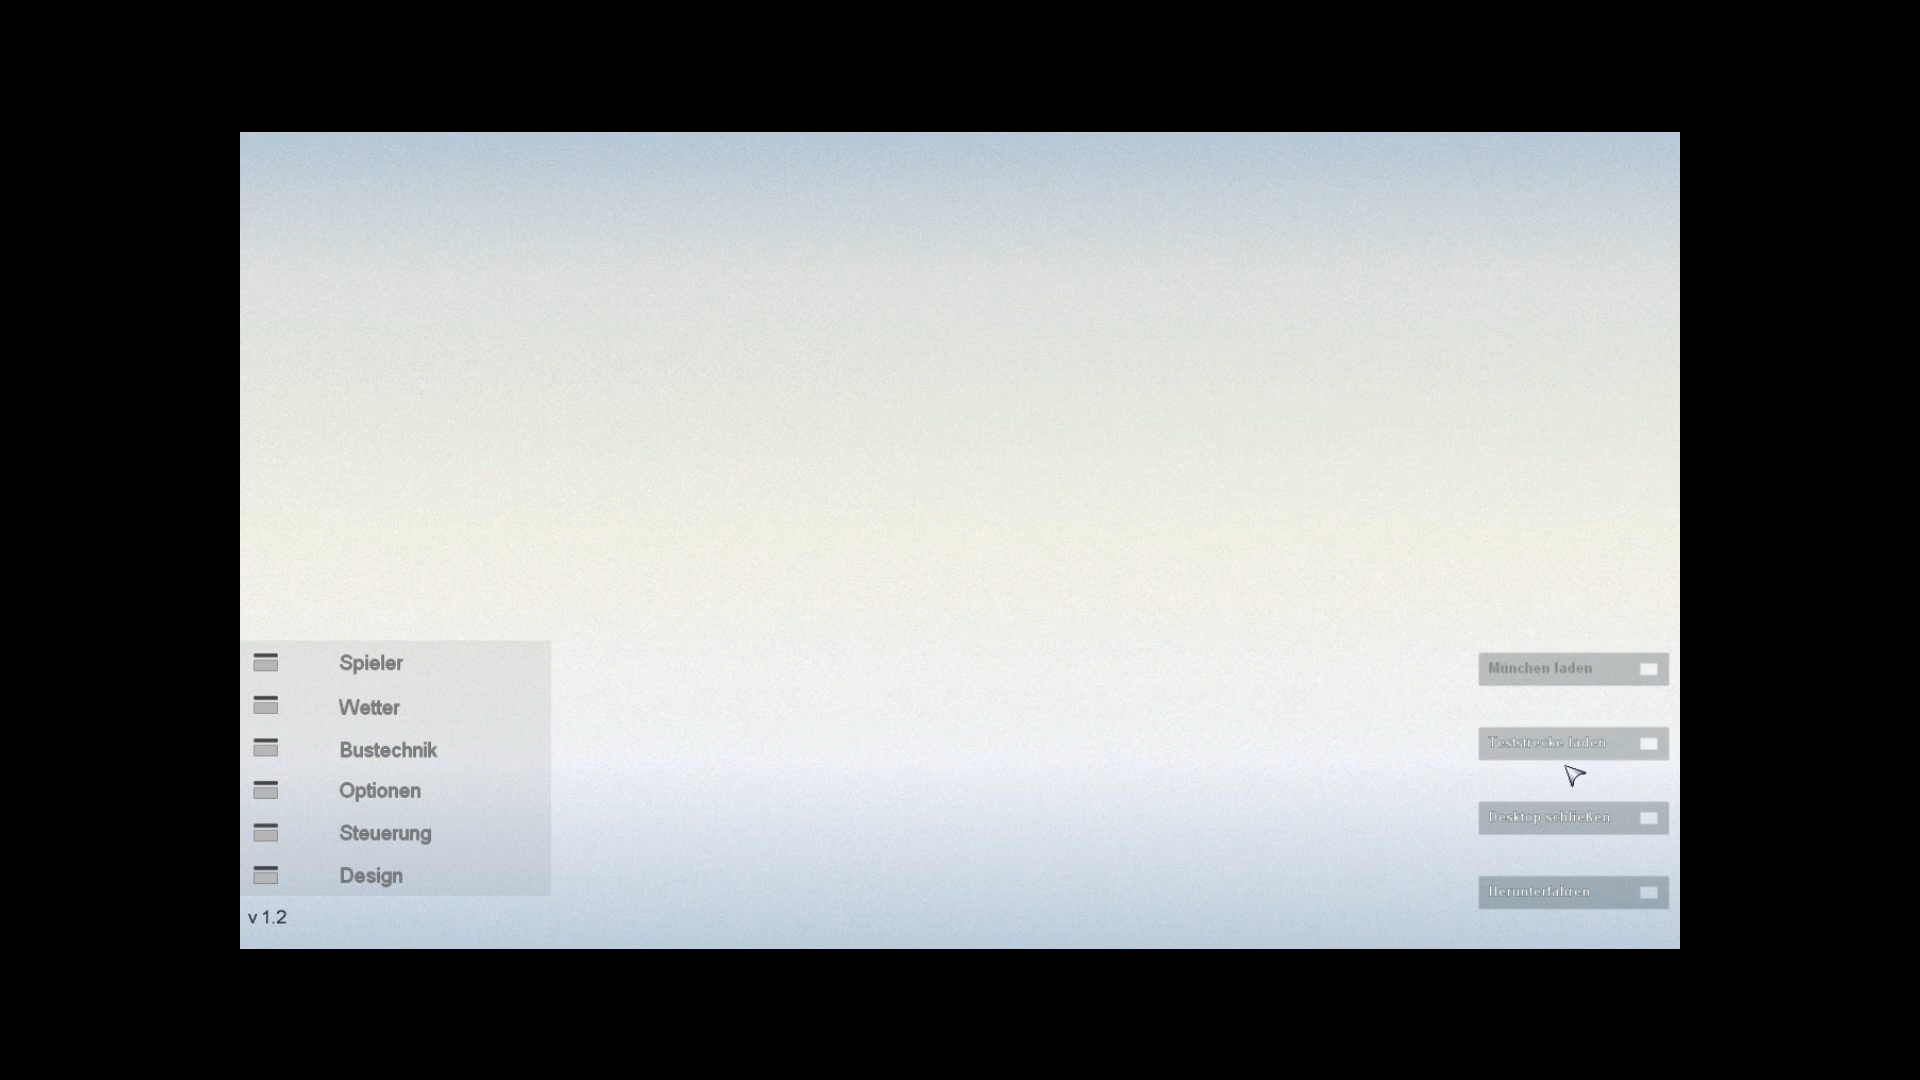 Spieler
Wetter
Bustechnik
Optionen
Steuerung
Design
v 1.2
München laden
Teststrecke laden
Desktop schließen
Herunterfahren